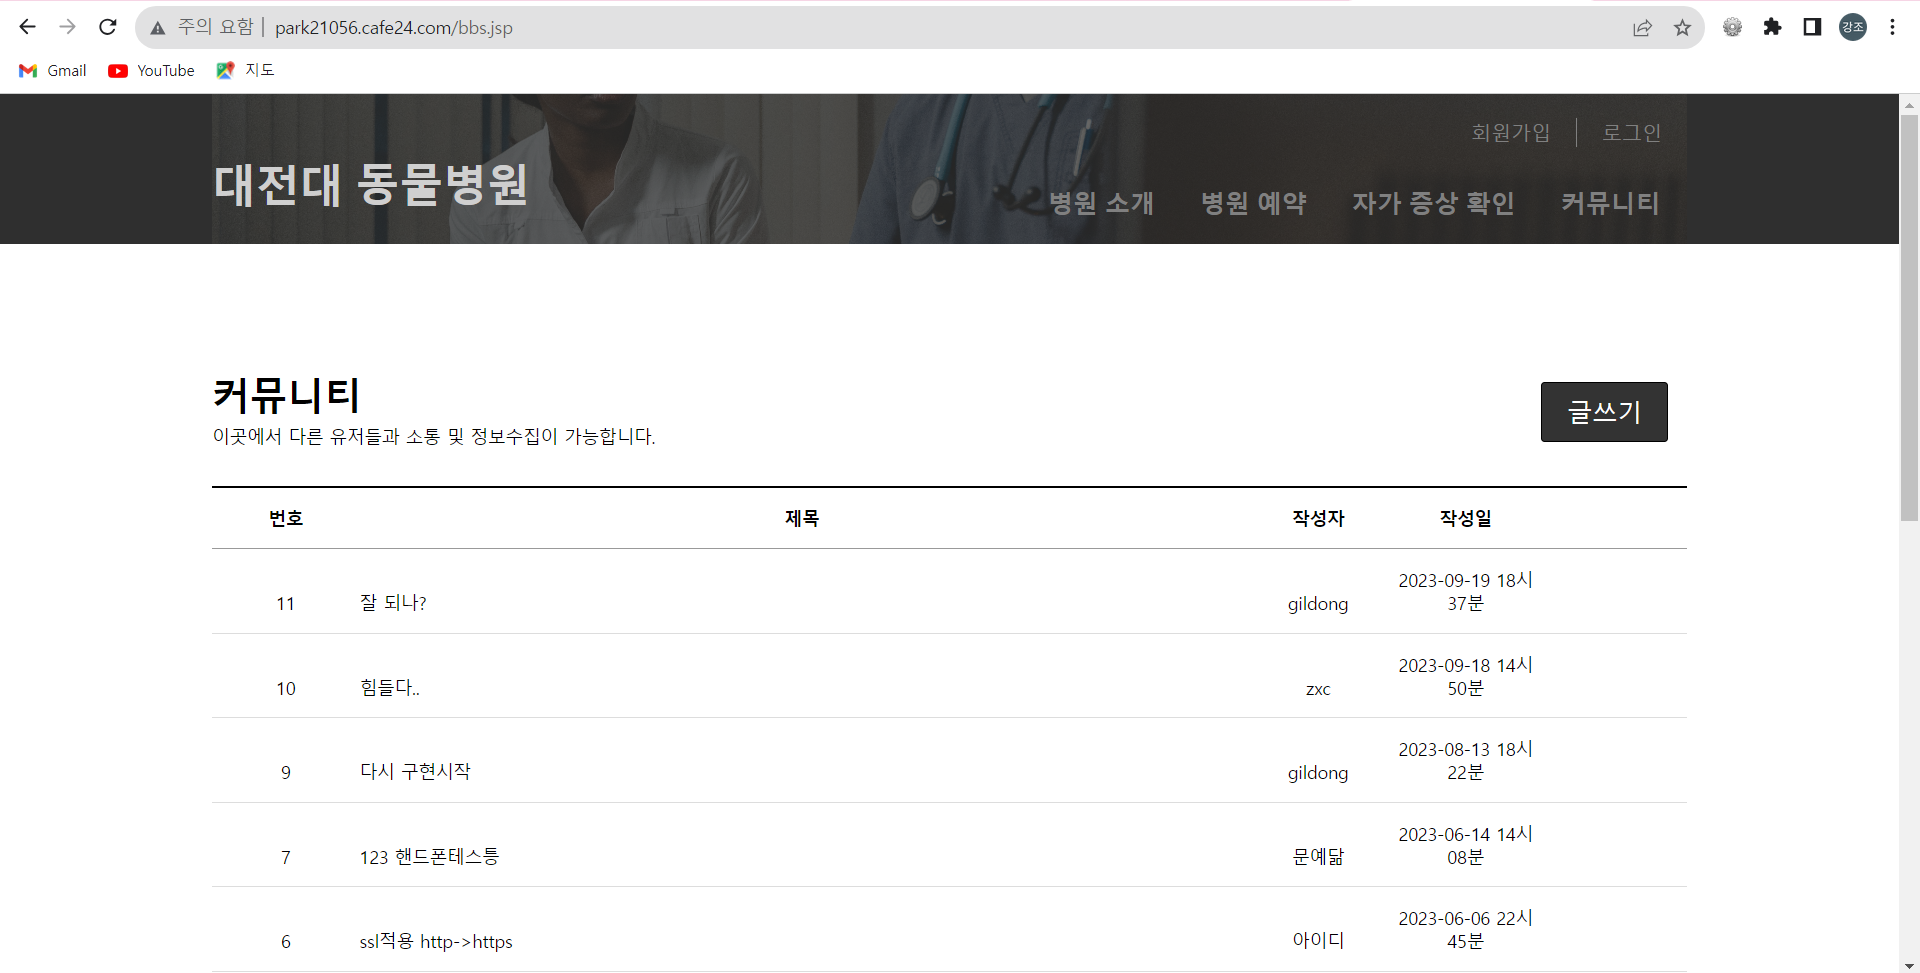 주의 요함 | park21056.cafe24.com/bbs.jsp
강조
Gmail YouTube 지도
회원가입 로그인
대전대 동물병원
병원 소개 병원 예약 자가 증상 확인 커뮤니티
커뮤니티
글쓰기
이곳에서 다른 유저들과 소통 및 정보수집이 가능합니다.
번호 제목 작성자 작성일
11 잘 되나? gildong 2023-09-19 18시
37분
10 힘들다.. zxc 2023-09-18 14시
50분
9 다시 구현시작 gildong 2023-08-13 18시
22분
7 123 핸드폰테스틍 문예닮 2023-06-14 14시
08분
6 ssl적용 http->https 아이디 2023-06-06 22시
45분